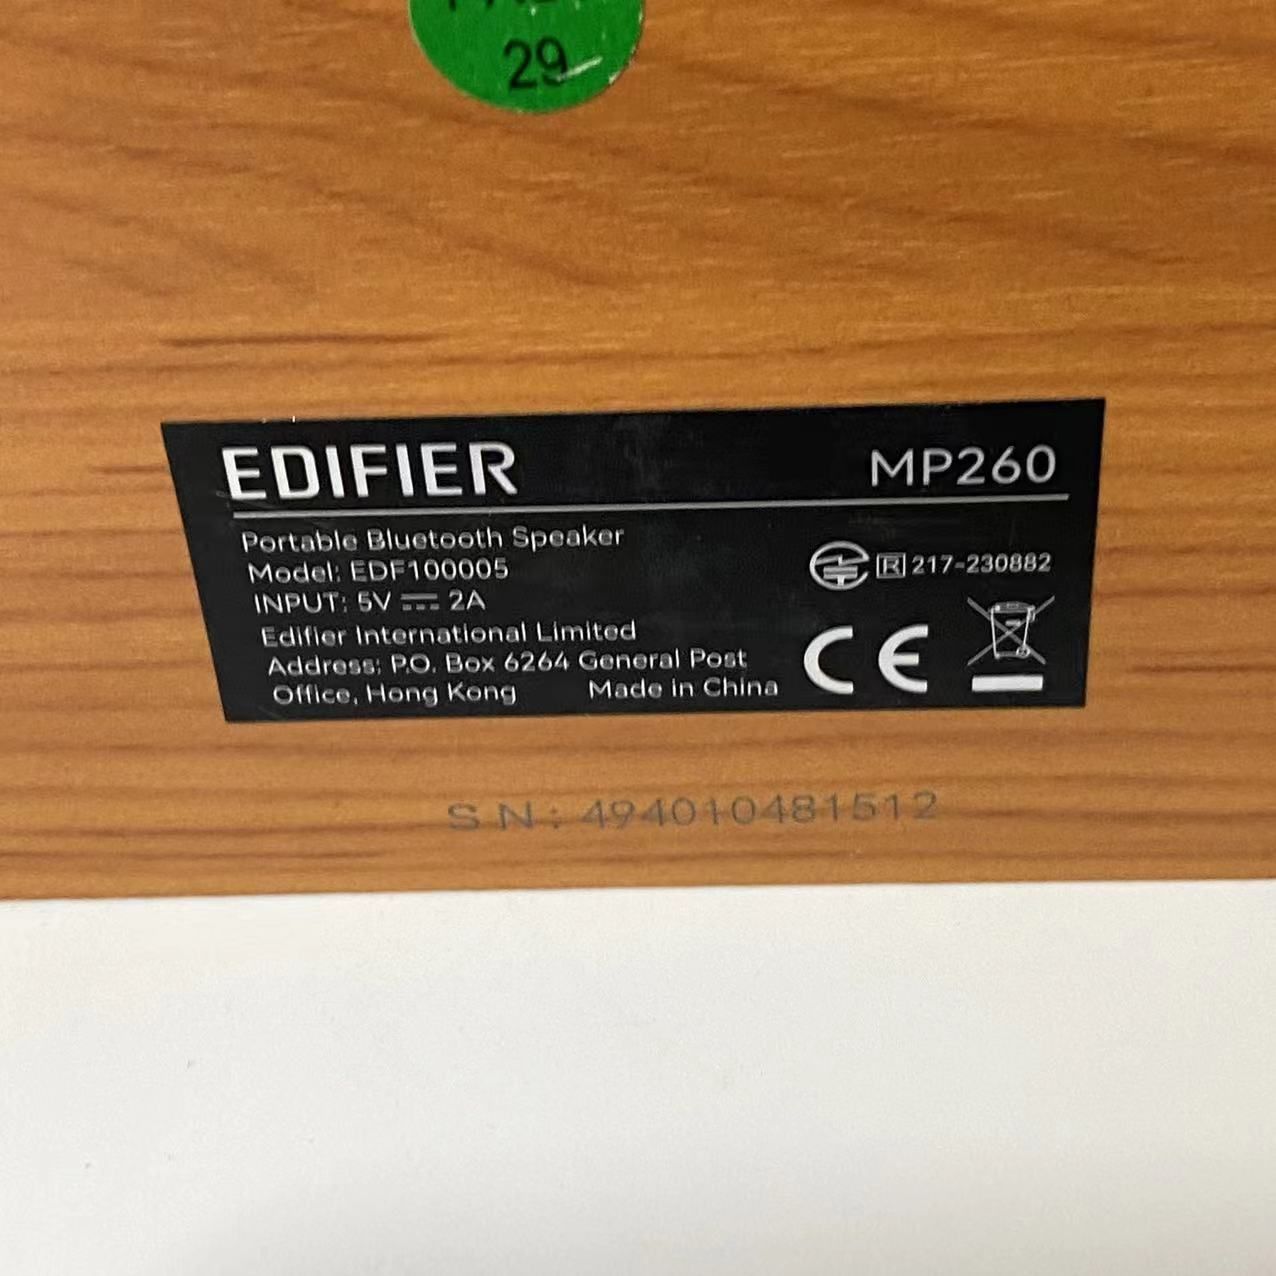 29
EDIFIER MP260
Portable Bluetooth Speaker
Model: EDF100005
INPUT: 5V ⎓ 2A
R 217-230882
Edifier International Limited
Address: P.O. Box 6264 General Post
Office, Hong Kong Made in China
CE
SN: 494010481512